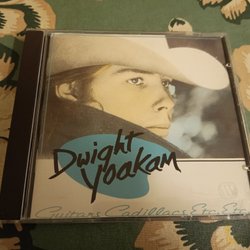 Dwight
Yoakam
Guitars, Cadillacs, Etc., Etc.